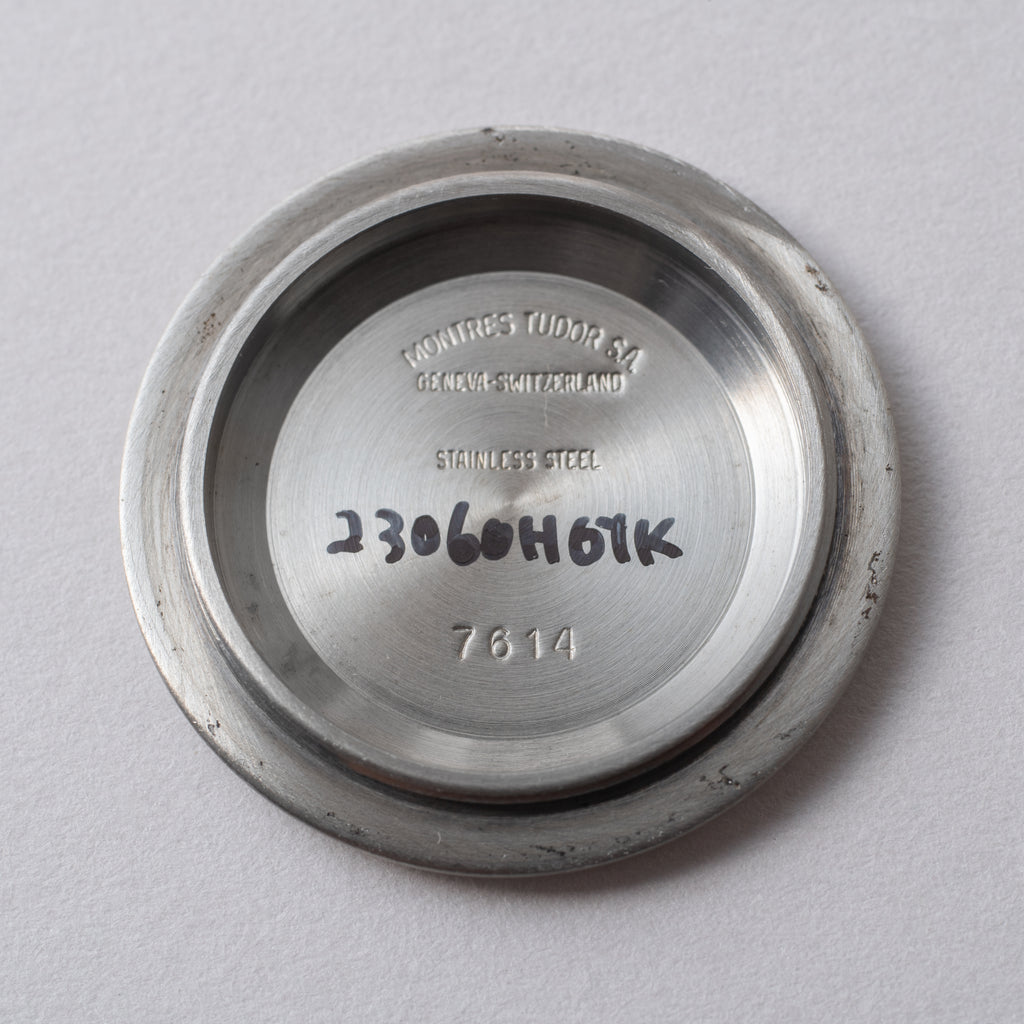 MONTRES TUDOR S.A.
GENEVA-SWITZERLAND
STAINLESS STEEL
7614